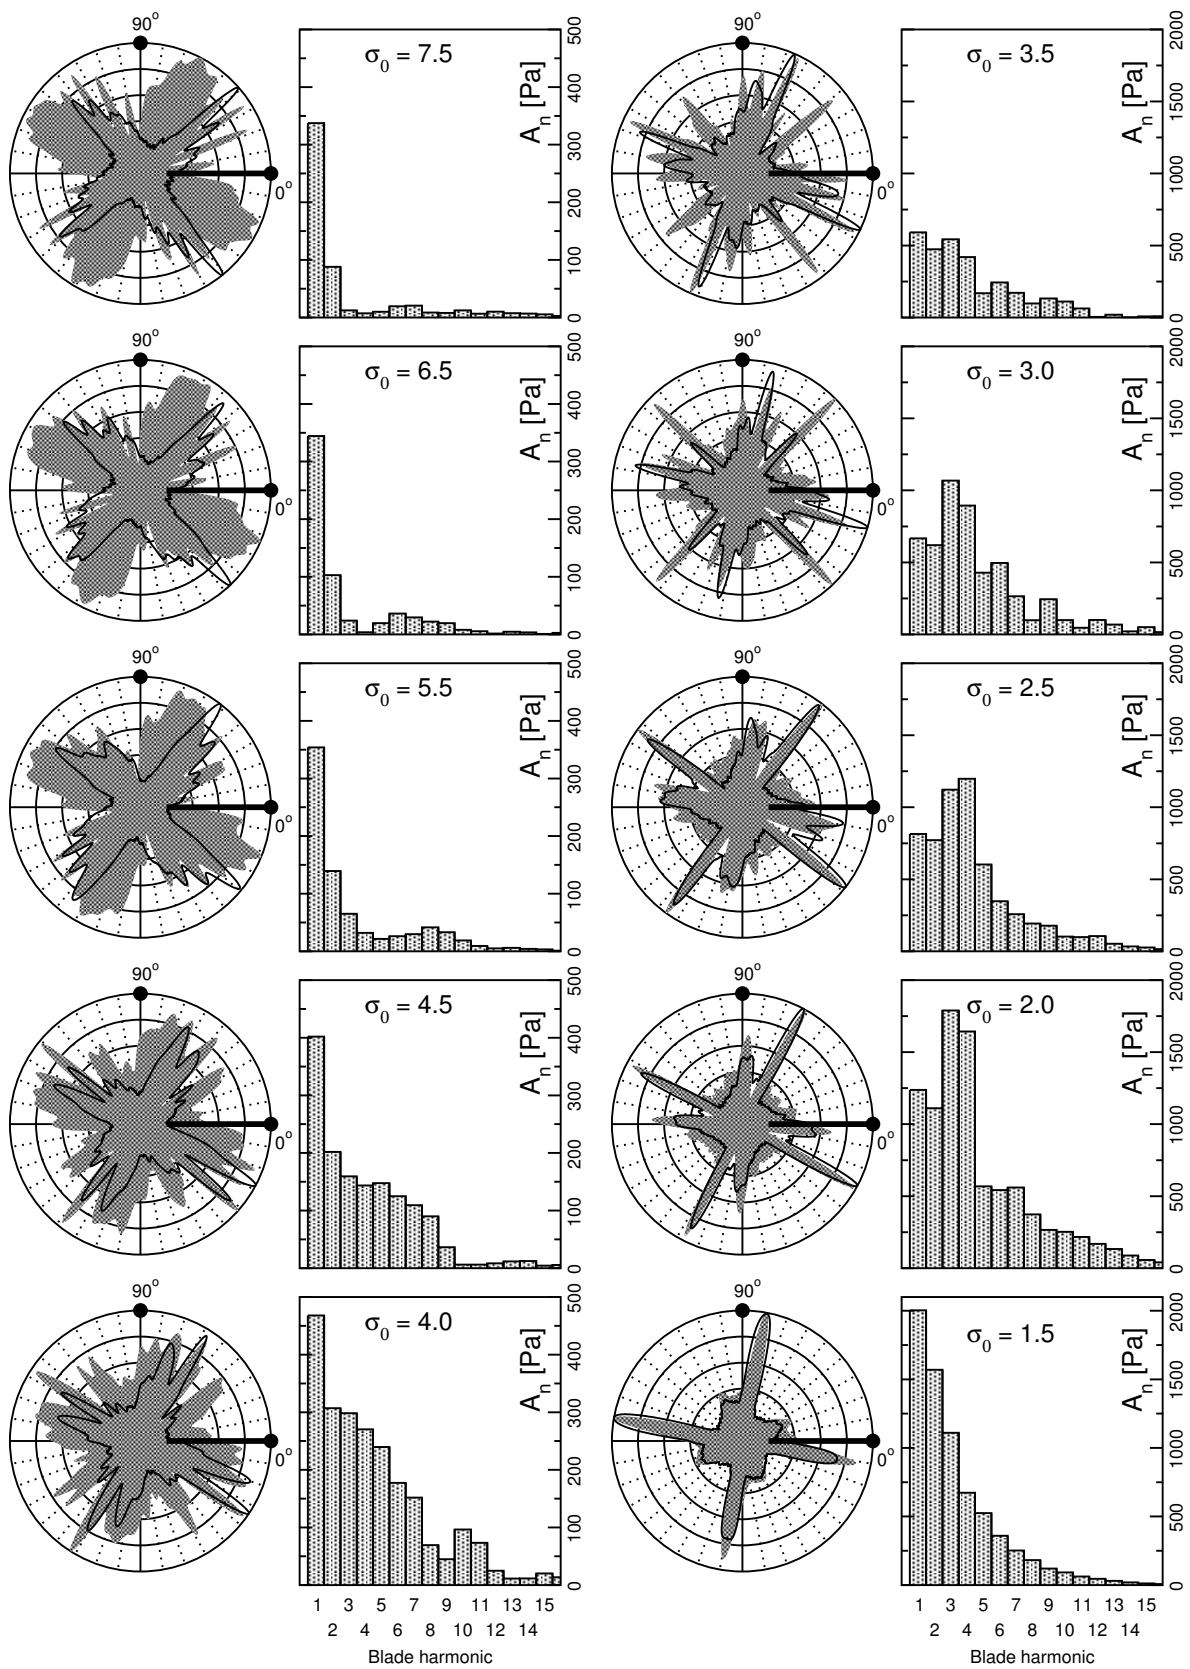 90°
0°
σ0 = 7.5
An [Pa]
0 100 200 300 400 500
90°
0°
σ0 = 3.5
An [Pa]
0 500 1000 1500 2000
90°
0°
σ0 = 6.5
An [Pa]
0 100 200 300 400 500
90°
0°
σ0 = 3.0
An [Pa]
0 500 1000 1500 2000
90°
0°
σ0 = 5.5
An [Pa]
0 100 200 300 400 500
90°
0°
σ0 = 2.5
An [Pa]
0 500 1000 1500 2000
90°
0°
σ0 = 4.5
An [Pa]
0 100 200 300 400 500
90°
0°
σ0 = 2.0
An [Pa]
0 500 1000 1500 2000
90°
0°
σ0 = 4.0
An [Pa]
0 100 200 300 400 500
90°
0°
σ0 = 1.5
An [Pa]
0 500 1000 1500 2000
1 3 5 7 9 11 13 15
2 4 6 8 10 12 14
Blade harmonic
1 3 5 7 9 11 13 15
2 4 6 8 10 12 14
Blade harmonic